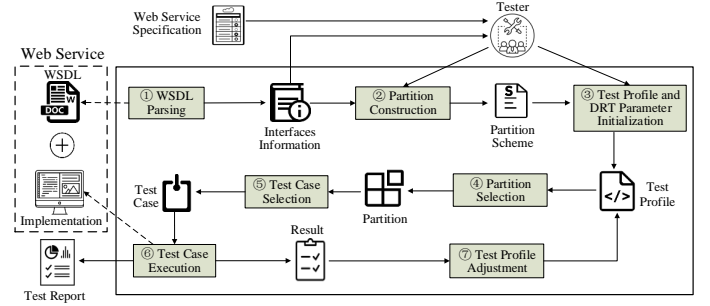 Web Service
Specification
Tester
Web Service
WSDL
W
DOC
① WSDL
Parsing
Interfaces
Information
② Partition
Construction
S
Partition
Scheme
③ Test Profile and
DRT Parameter
Initialization
Implementation
Test
Case
⑤ Test Case
Selection
Partition
④ Partition
Selection
</>
Test
Profile
Test Report
⑥ Test Case
Execution
Result
⑦ Test Profile
Adjustment